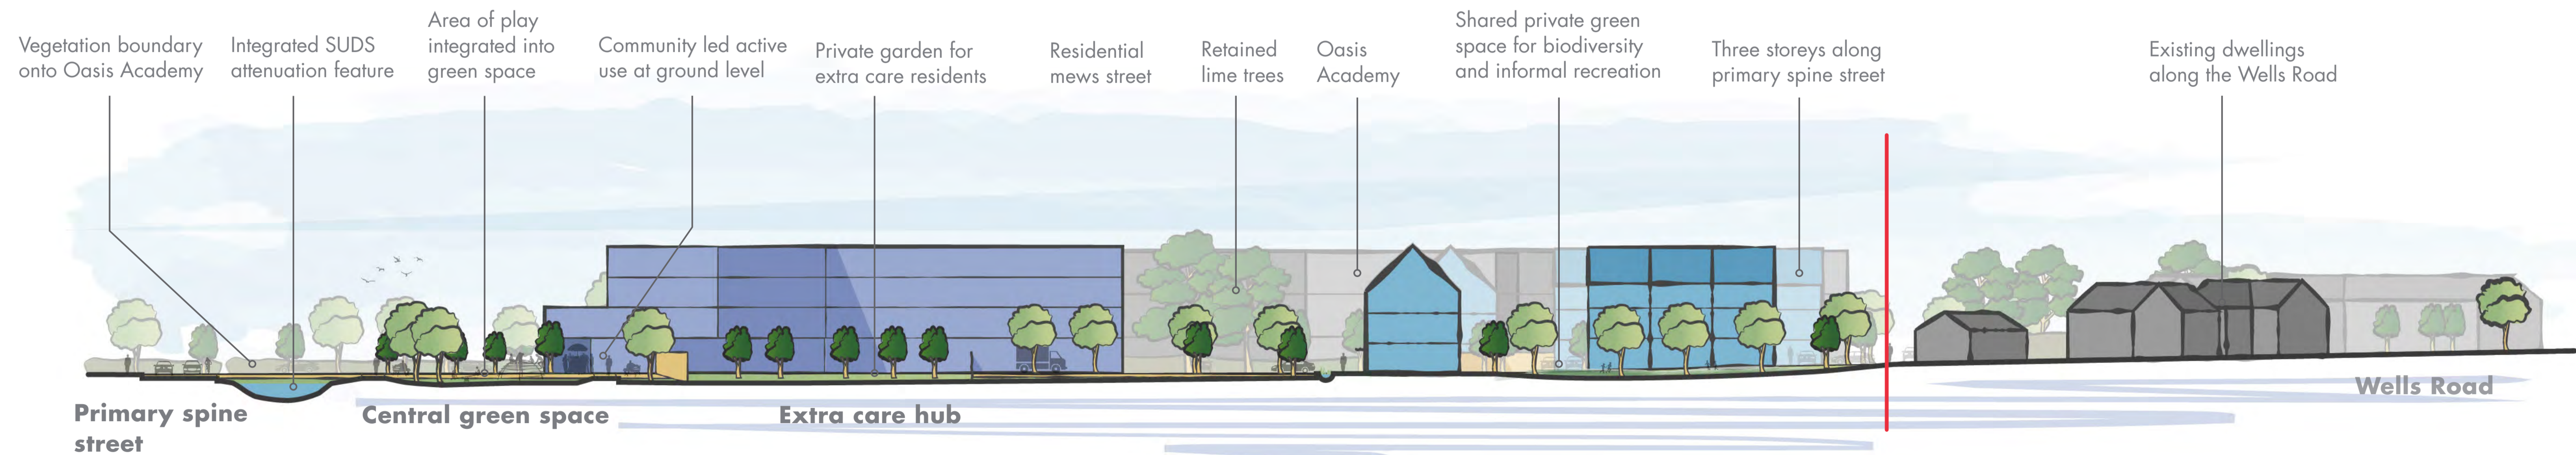 Vegetation boundary
onto Oasis Academy
Integrated SUDS
attenuation feature
Area of play
integrated into
green space
Community led active
use at ground level
Private garden for
extra care residents
Residential
mews street
Retained
lime trees
Oasis
Academy
Shared private green
space for biodiversity
and informal recreation
Three storeys along
primary spine street
Existing dwellings
along the Wells Road
Primary spine
street
Central green space
Extra care hub
Wells Road